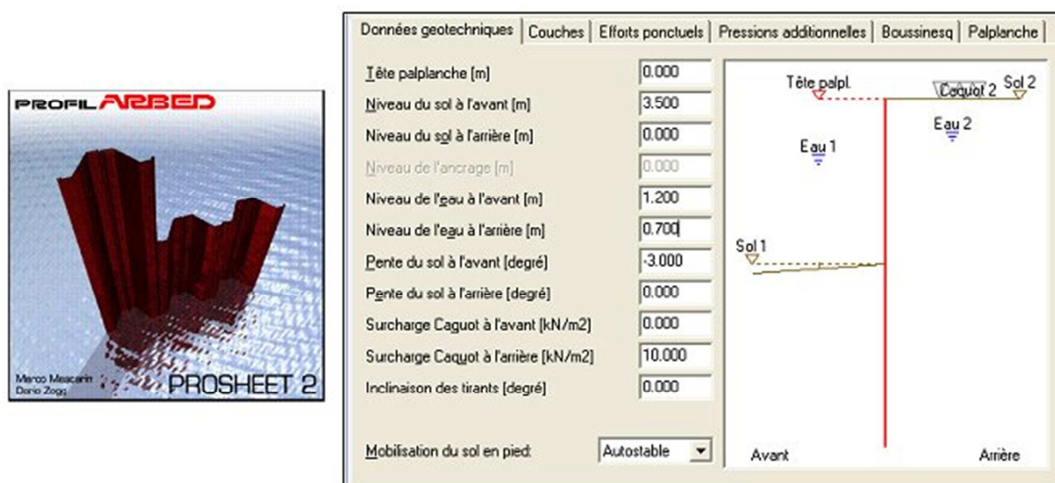 PROFILARBED
Marco Mascarin
Dario Zogg
PROSHEET 2
Données geotechniques
Couches
Efforts ponctuels
Pressions additionnelles
Boussinesq
Palplanche
Tête palplanche [m] 0.000
Niveau du sol à l'avant [m] 3.500
Niveau du sol à l'arrière [m] 0.000
Niveau de l'ancrage [m] 0.000
Niveau de l'eau à l'avant [m] 1.200
Niveau de l'eau à l'arrière [m] 0.700
Pente du sol à l'avant [degré] -3.000
Pente du sol à l'arrière [degré] 0.000
Surcharge Caquot à l'avant [kN/m2] 0.000
Surcharge Caquot à l'arrière [kN/m2] 10.000
Inclinaison des tirants [degré] 0.000
Mobilisation du sol en pied: Autostable
Tête palpl.
Caquot 2
Sol 2
Eau 1
Eau 2
Sol 1
Avant
Arrière